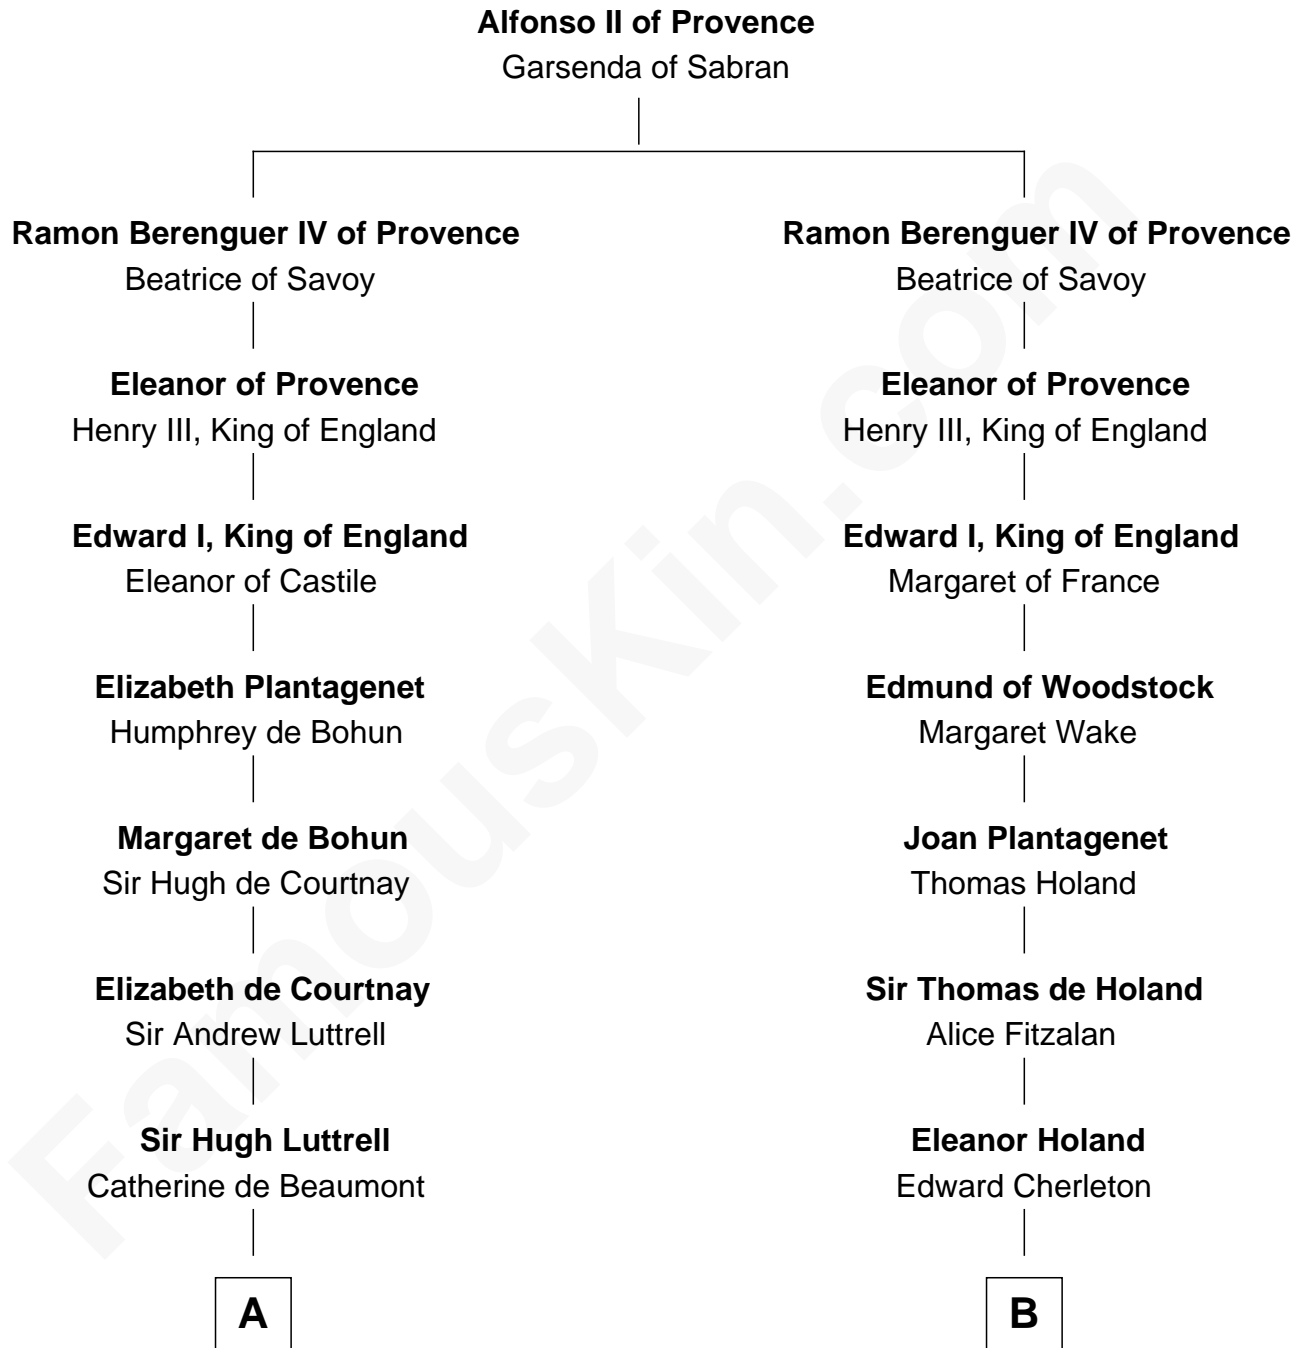 Alfonso II of Provence
Garsenda of Sabran
Ramon Berenguer IV of Provence
Beatrice of Savoy
Eleanor of Provence
Henry III, King of England
Edward I, King of England
Eleanor of Castile
Elizabeth Plantagenet
Humphrey de Bohun
Margaret de Bohun
Sir Hugh de Courtnay
Elizabeth de Courtnay
Sir Andrew Luttrell
Sir Hugh Luttrell
Catherine de Beaumont
A
Ramon Berenguer IV of Provence
Beatrice of Savoy
Eleanor of Provence
Henry III, King of England
Edward I, King of England
Margaret of France
Edmund of Woodstock
Margaret Wake
Joan Plantagenet
Thomas Holand
Sir Thomas de Holand
Alice Fitzalan
Eleanor Holand
Edward Cherleton
B
FamousKin.com